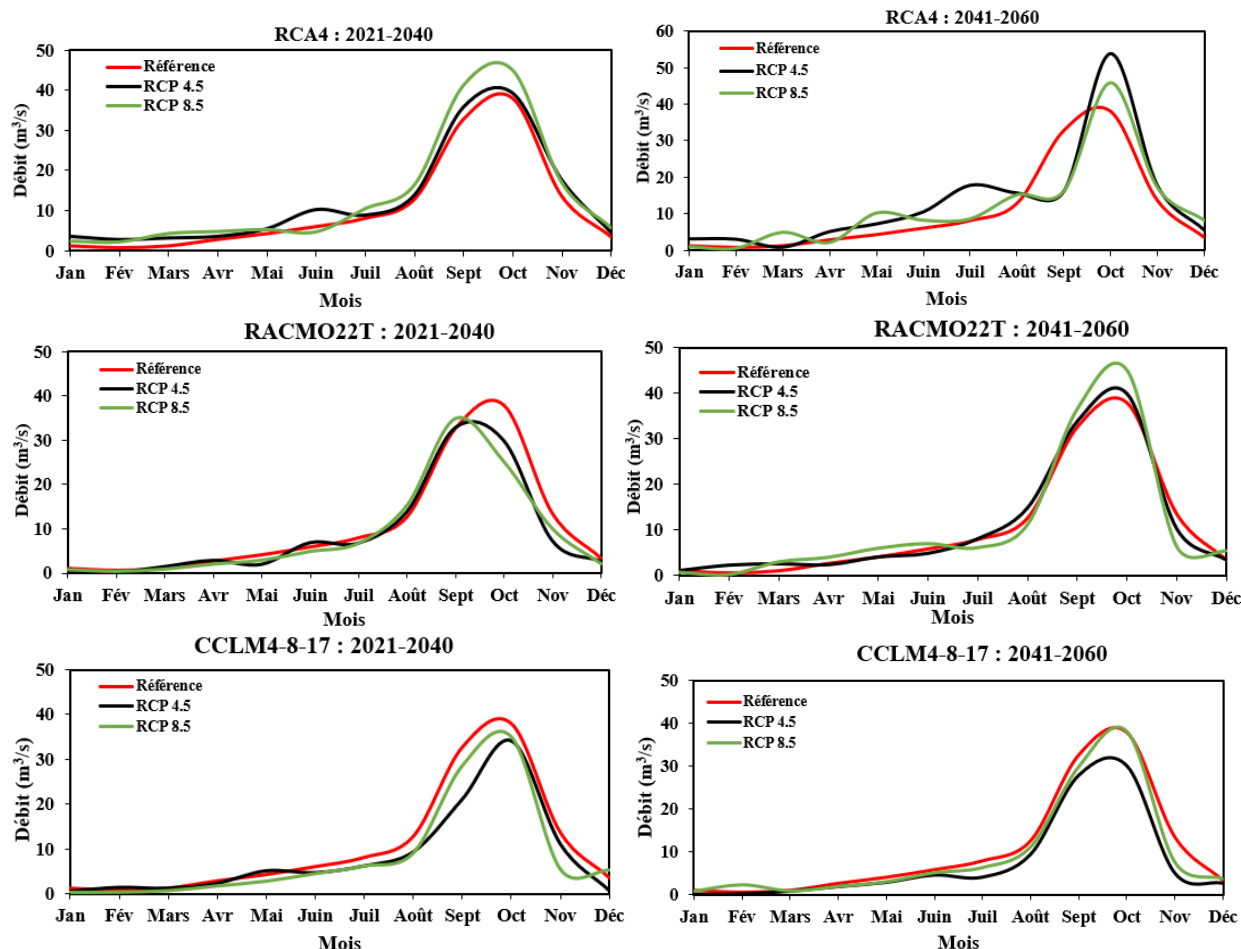 RCA4 : 2021-2040
50
40
30
20
10
0
Débit (m³/s)
Référence
RCP 4.5
RCP 8.5
Jan Fév Mars Avr Mai Juin Juil Août Sept Oct Nov Déc
Mois
RCA4 : 2041-2060
60
50
40
30
20
10
0
Débit (m³/s)
Référence
RCP 4.5
RCP 8.5
Jan Fév Mars Avr Mai Juin Juil Août Sept Oct Nov Déc
Mois
RACMO22T : 2021-2040
50
40
30
20
10
0
Débit (m³/s)
Référence
RCP 4.5
RCP 8.5
Jan Fév Mars Avr Mai Juin Juil Août Sept Oct Nov Déc
Mois
RACMO22T : 2041-2060
50
40
30
20
10
0
Débit (m³/s)
Référence
RCP 4.5
RCP 8.5
Jan Fév Mars Avr Mai Juin Juil Août Sept Oct Nov Déc
Mois
CCLM4-8-17 : 2021-2040
50
40
30
20
10
0
Débit (m³/s)
Référence
RCP 4.5
RCP 8.5
Jan Fév Mars Avr Mai Juin Juil Août Sept Oct Nov Déc
Mois
CCLM4-8-17 : 2041-2060
50
40
30
20
10
0
Débit (m³/s)
Référence
RCP 4.5
RCP 8.5
Jan Fév Mars Avr Mai Juin Juil Août Sept Oct Nov Déc
Mois